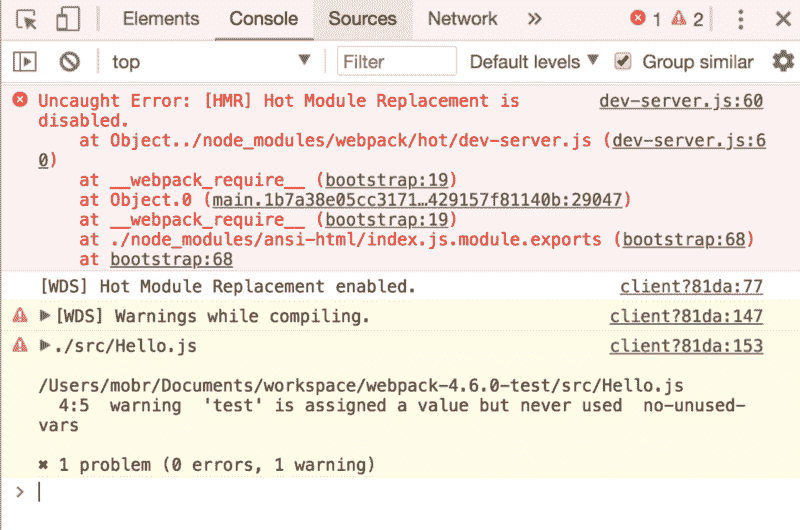 Elements Console Sources Network » 1 2
top Filter Default levels Group similar
Uncaught Error: [HMR] Hot Module Replacement is dev-server.js:60
disabled.
at Object../node_modules/webpack/hot/dev-server.js (dev-server.js:6
0)
at __webpack_require__ (bootstrap:19)
at Object.0 (main.1b7a38e05cc3171…429157f81140b:29047)
at __webpack_require__ (bootstrap:19)
at ./node_modules/ansi-html/index.js.module.exports (bootstrap:68)
at bootstrap:68
[WDS] Hot Module Replacement enabled. client?81da:77
[WDS] Warnings while compiling. client?81da:147
./src/Hello.js client?81da:153
/Users/mobr/Documents/workspace/webpack-4.6.0-test/src/Hello.js
4:5 warning 'test' is assigned a value but never used no-unused-
vars
✖ 1 problem (0 errors, 1 warning)
>